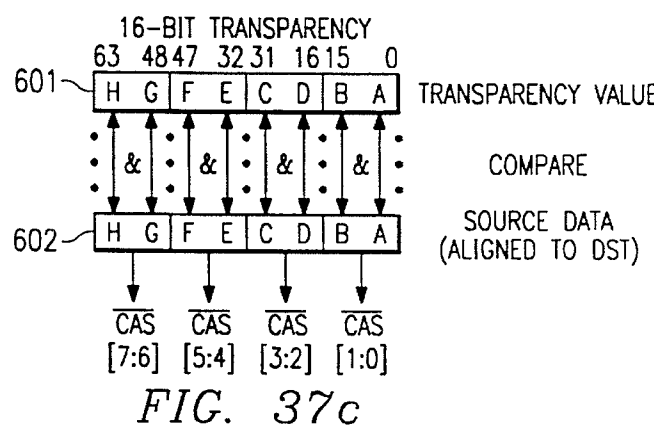 16-BIT TRANSPARENCY
63 48 47 32 31 16 15 0
601 H G F E C D B A TRANSPARENCY VALUE
& & & & COMPARE
602 H G F E C D B A SOURCE DATA
(ALIGNED TO DST)
CAS CAS CAS CAS
[7:6] [5:4] [3:2] [1:0]
FIG. 37c